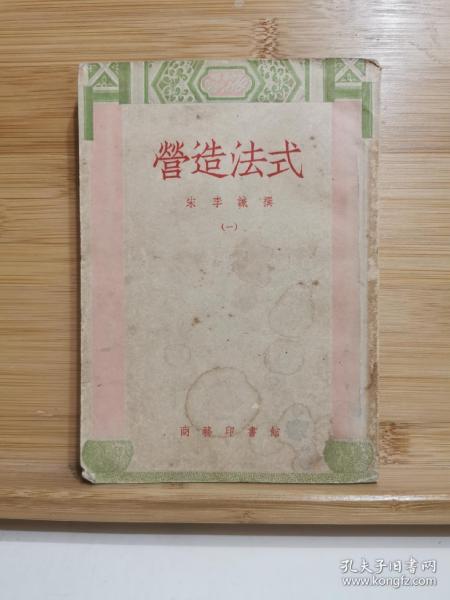 營造法式
宋李誡撰
(一)
商務印書館
孔夫子旧书网
www.kongfz.com